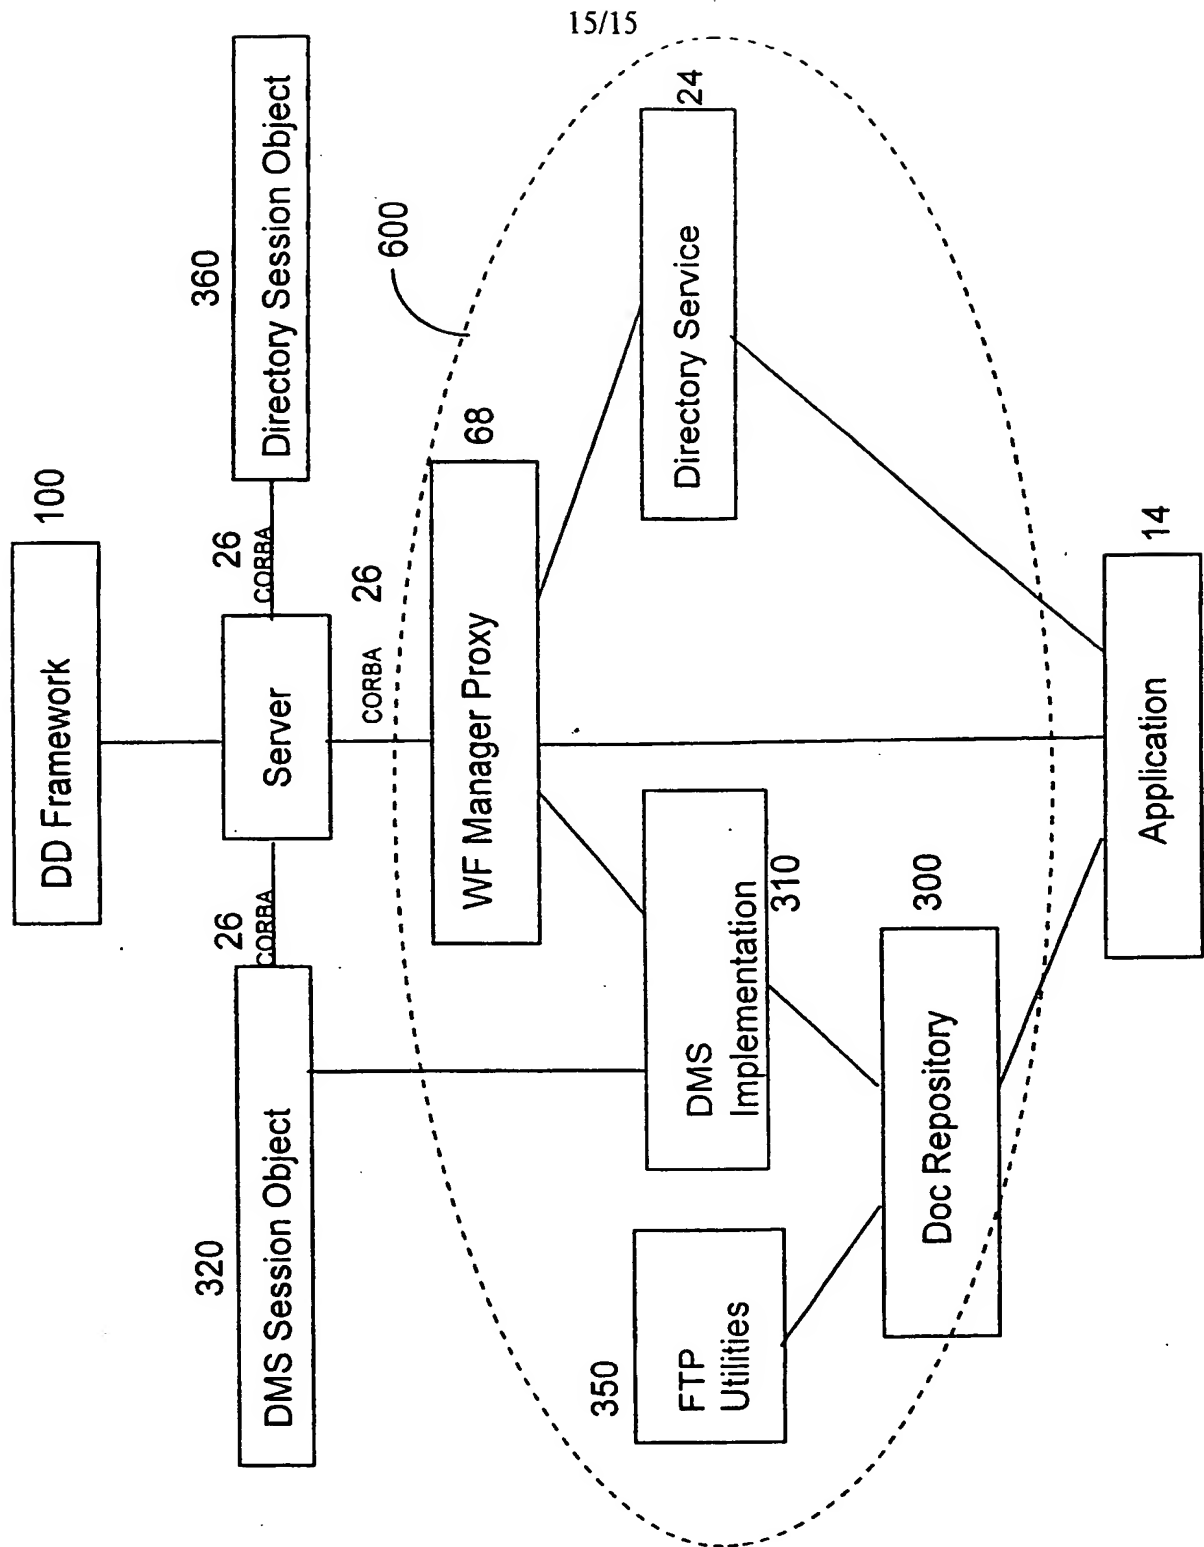 15/15
DD Framework
100
320
360
DMS Session Object
26
CORBA
Server
26
CORBA
Directory Session Object
CORBA
26
600
WF Manager Proxy
68
350
FTP
Utilities
DMS
Implementation
310
Directory Service
24
Doc Repository
300
Application
14